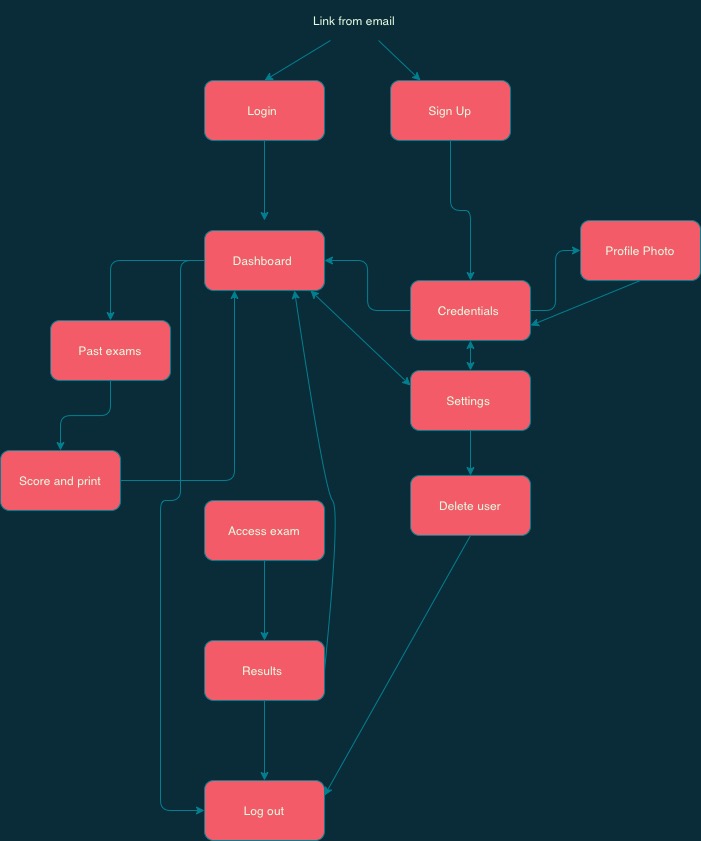 Link from email
Login
Sign Up
Dashboard
Profile Photo
Credentials
Past exams
Settings
Score and print
Delete user
Access exam
Results
Log out